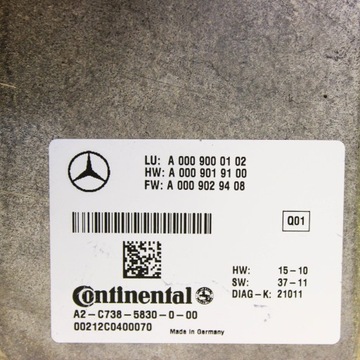 LU: A 000 900 01 02
HW: A 000 901 91 00
FW: A 000 902 94 08
Q01
Continental
HW: 15-10
SW: 37-11
DIAG-K: 21011
A2-C738-5830-0-00
00212C0400070
Made in Germany